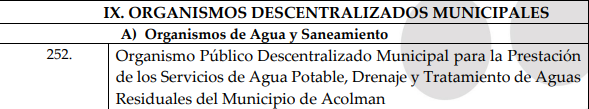 IX. ORGANISMOS DESCENTRALIZADOS MUNICIPALES
A) Organismos de Agua y Saneamiento
252. Organismo Público Descentralizado Municipal para la Prestación
de los Servicios de Agua Potable, Drenaje y Tratamiento de Aguas
Residuales del Municipio de Acolman